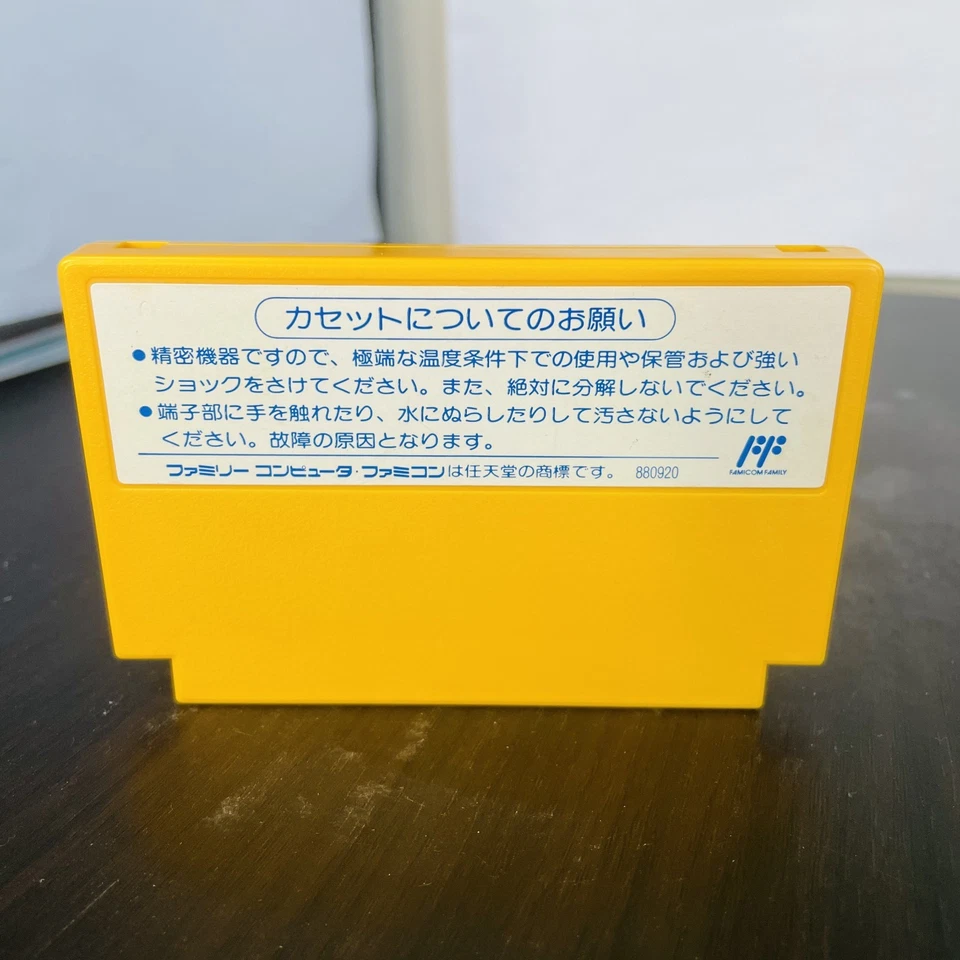 カセットについてのお願い
●精密機器ですので、極端な温度条件下での使用や保管および強い
ショックをさけてください。また、絶対に分解しないでください。
●端子部に手を触れたり、水にぬらしたりして汚さないようにして
ください。故障の原因となります。
FAMICOM FAMILY
ファミリー コンピュータ・ファミコンは任天堂の商標です。 880920